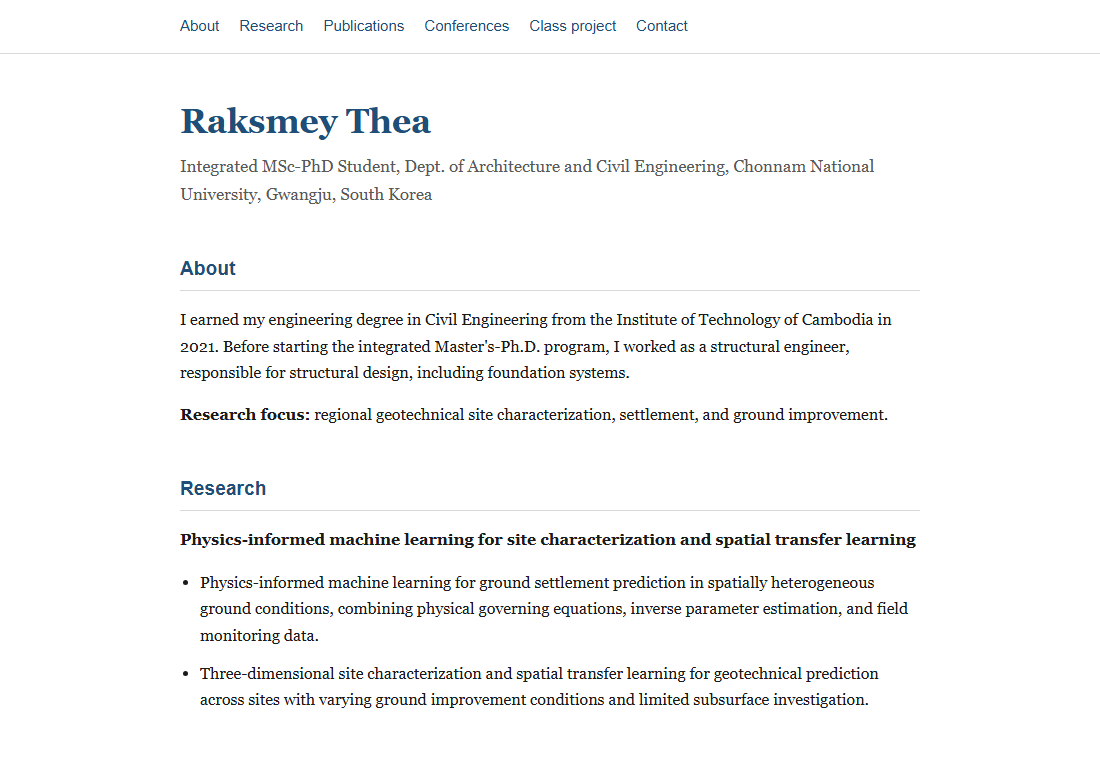 About Research Publications Conferences Class project Contact
Raksmey Thea
Integrated MSc-PhD Student, Dept. of Architecture and Civil Engineering, Chonnam National
University, Gwangju, South Korea
About
I earned my engineering degree in Civil Engineering from the Institute of Technology of Cambodia in
2021. Before starting the integrated Master's-Ph.D. program, I worked as a structural engineer,
responsible for structural design, including foundation systems.
Research focus: regional geotechnical site characterization, settlement, and ground improvement.
Research
Physics-informed machine learning for site characterization and spatial transfer learning
• Physics-informed machine learning for ground settlement prediction in spatially heterogeneous
ground conditions, combining physical governing equations, inverse parameter estimation, and field
monitoring data.
• Three-dimensional site characterization and spatial transfer learning for geotechnical prediction
across sites with varying ground improvement conditions and limited subsurface investigation.